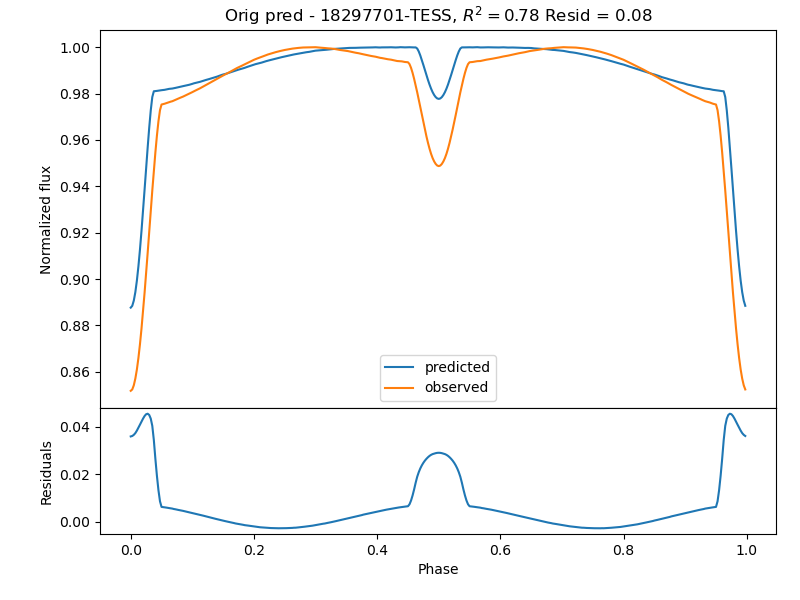 Orig pred - 18297701-TESS, R² = 0.78 Resid = 0.08
Normalized flux
1.00
0.98
0.96
0.94
0.92
0.90
0.88
0.86
predicted
observed
Residuals
0.04
0.02
0.00
0.0
0.2
0.4
0.6
0.8
1.0
Phase